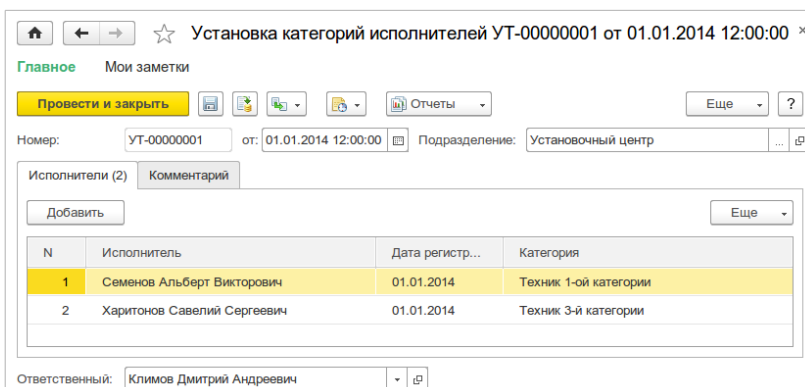 Установка категорий исполнителей УТ-00000001 от 01.01.2014 12:00:00
Главное Мои заметки
Провести и закрыть Отчеты Еще ?
Номер: УТ-00000001 от: 01.01.2014 12:00:00 Подразделение: Установочный центр ...
Исполнители (2) Комментарий
Добавить Еще
N Исполнитель Дата регистр... Категория
1 Семенов Альберт Викторович 01.01.2014 Техник 1-ой категории
2 Харитонов Савелий Сергеевич 01.01.2014 Техник 3-й категории
Ответственный: Климов Дмитрий Андреевич